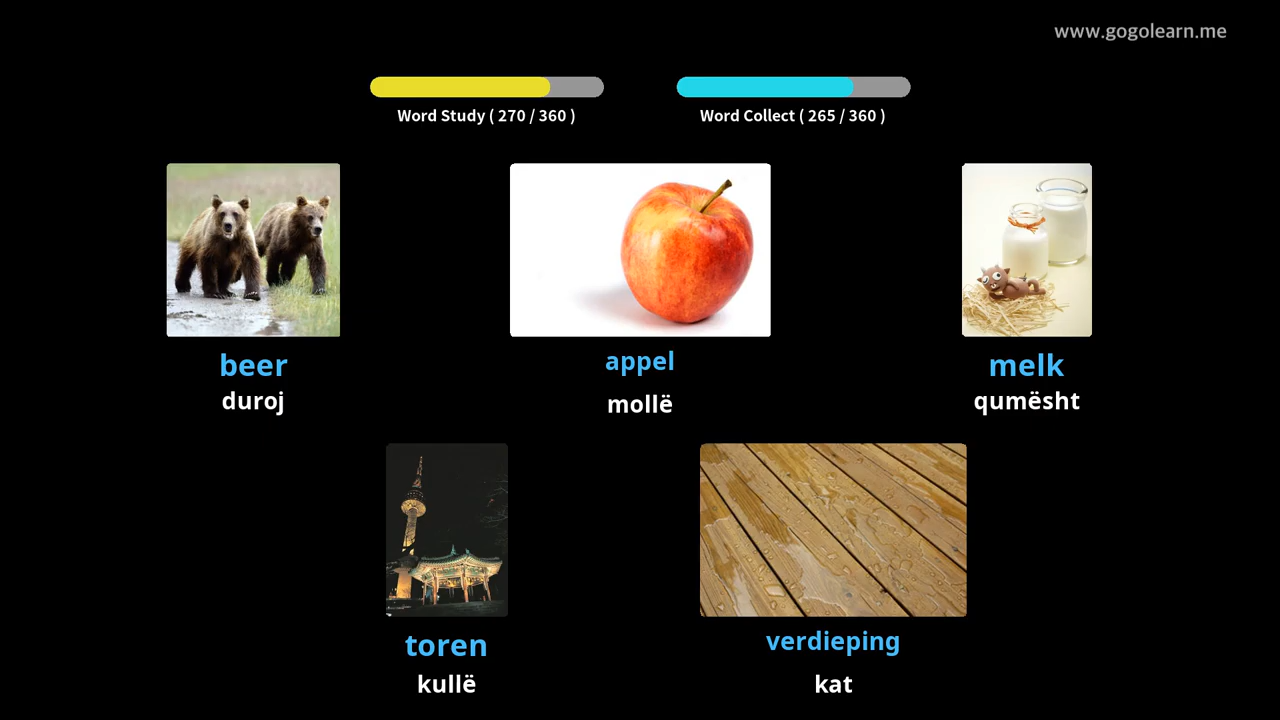 www.gogolearn.me
Word Study ( 270 / 360 )
Word Collect ( 265 / 360 )
beer
duroj
appel
mollë
melk
qumësht
toren
kullë
verdieping
kat